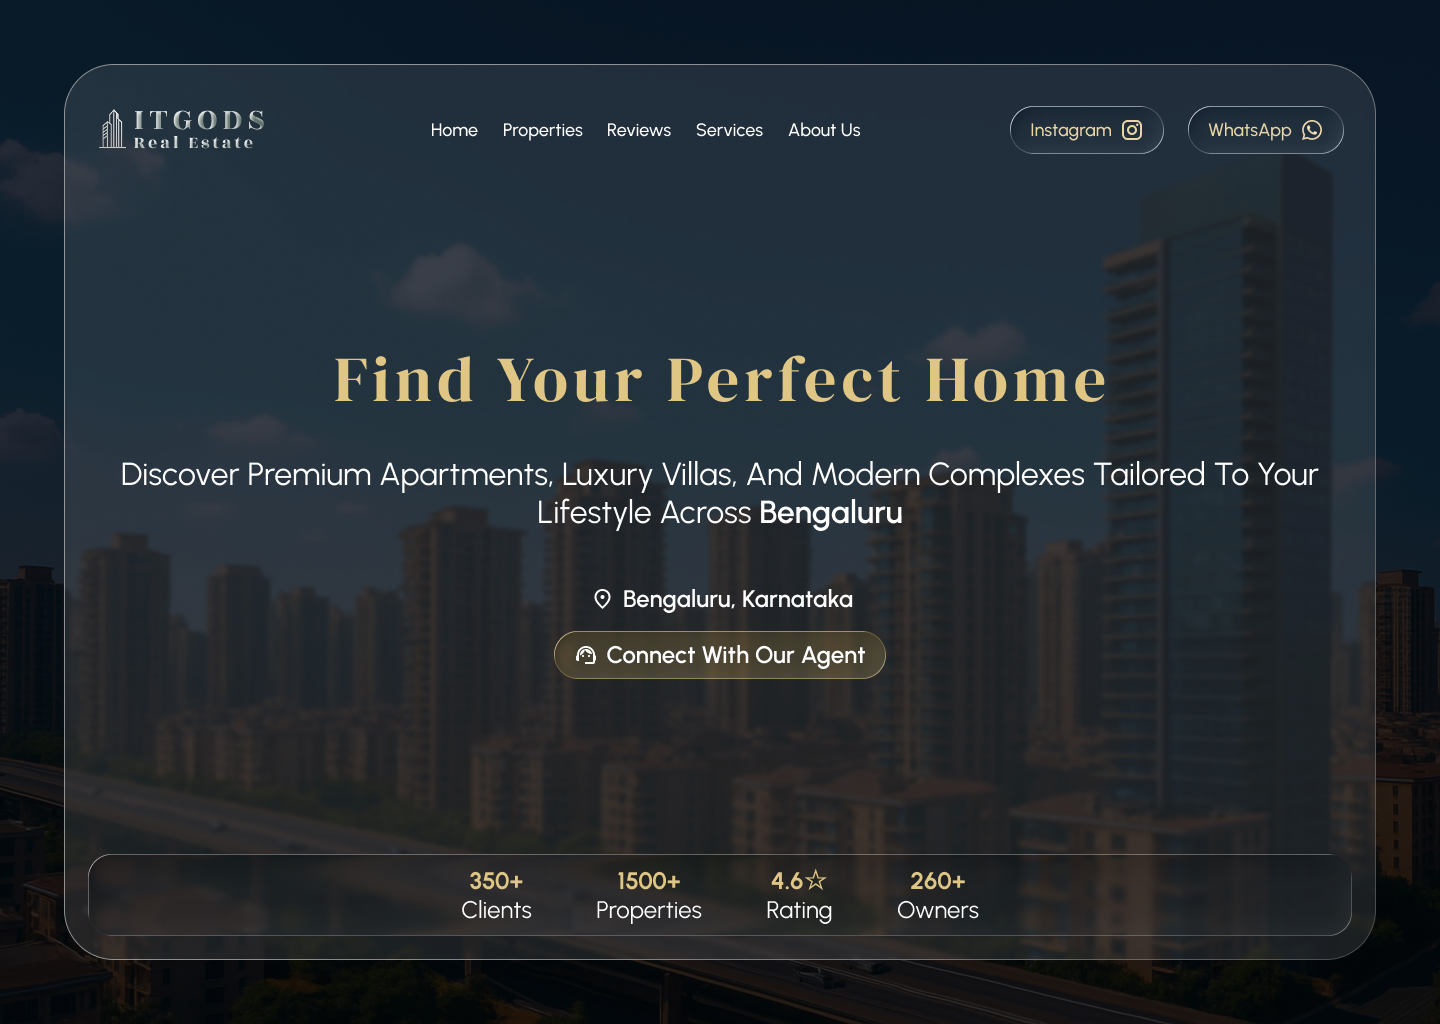 ITGODS
Real Estate
Home
Properties
Reviews
Services
About Us
Instagram
WhatsApp
Find Your Perfect Home
Discover Premium Apartments, Luxury Villas, And Modern Complexes Tailored To Your
Lifestyle Across Bengaluru
Bengaluru, Karnataka
Connect With Our Agent
350+
Clients
1500+
Properties
4.6☆
Rating
260+
Owners